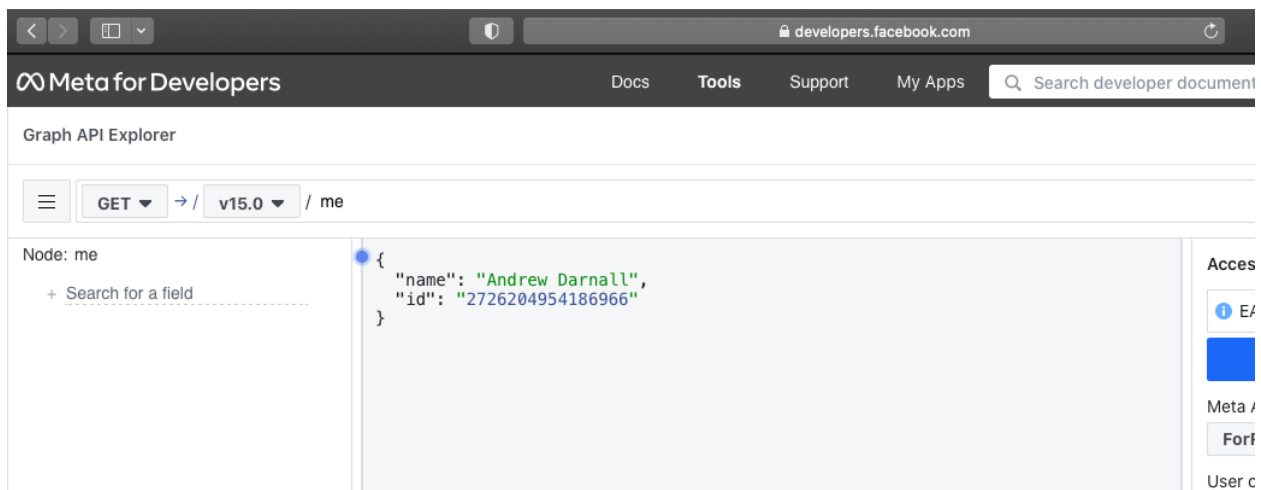 developers.facebook.com
Meta for Developers Docs Tools Support My Apps Search developer document
Graph API Explorer
GET → / v15.0 / me
Node: me
+ Search for a field
{
"name": "Andrew Darnall",
"id": "2726204954186966"
}
Acces
EA
Meta A
ForF
User c